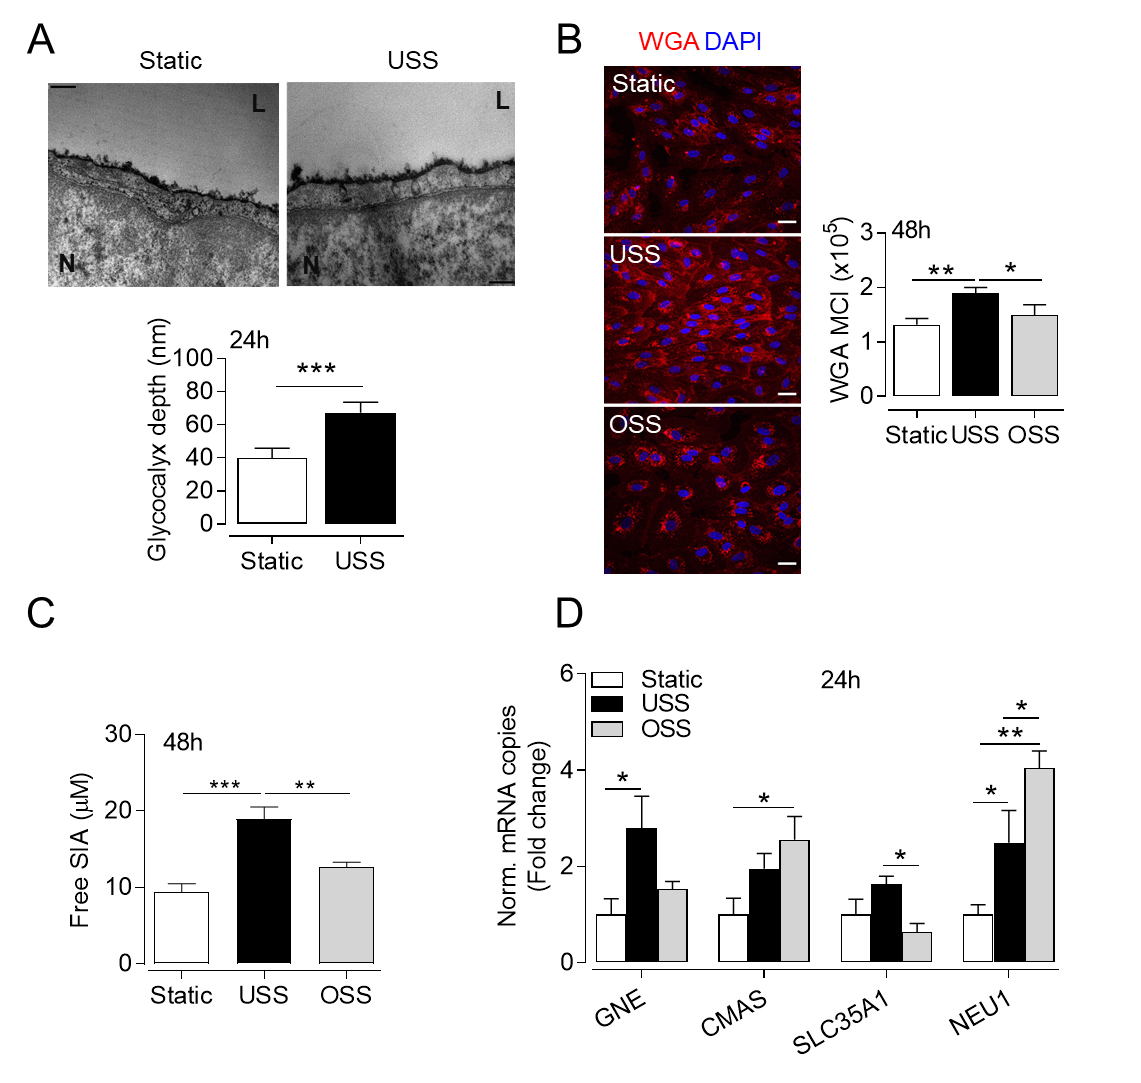 A
Static
USS
L
L
N
N
24h
Glycocalyx depth (nm)
100
80
60
40
20
0
***
Static
USS
B
WGA DAPI
Static
USS
OSS
48h
WGA MCI (x10⁵)
3
2
1
0
**
*
Static USS OSS
C
48h
Free SIA (µM)
30
20
10
0
***
**
Static
USS
OSS
D
Static
USS
OSS
24h
Norm. mRNA copies
(Fold change)
6
4
2
0
*
*
*
*
**
*
GNE
CMAS
SLC35A1
NEU1